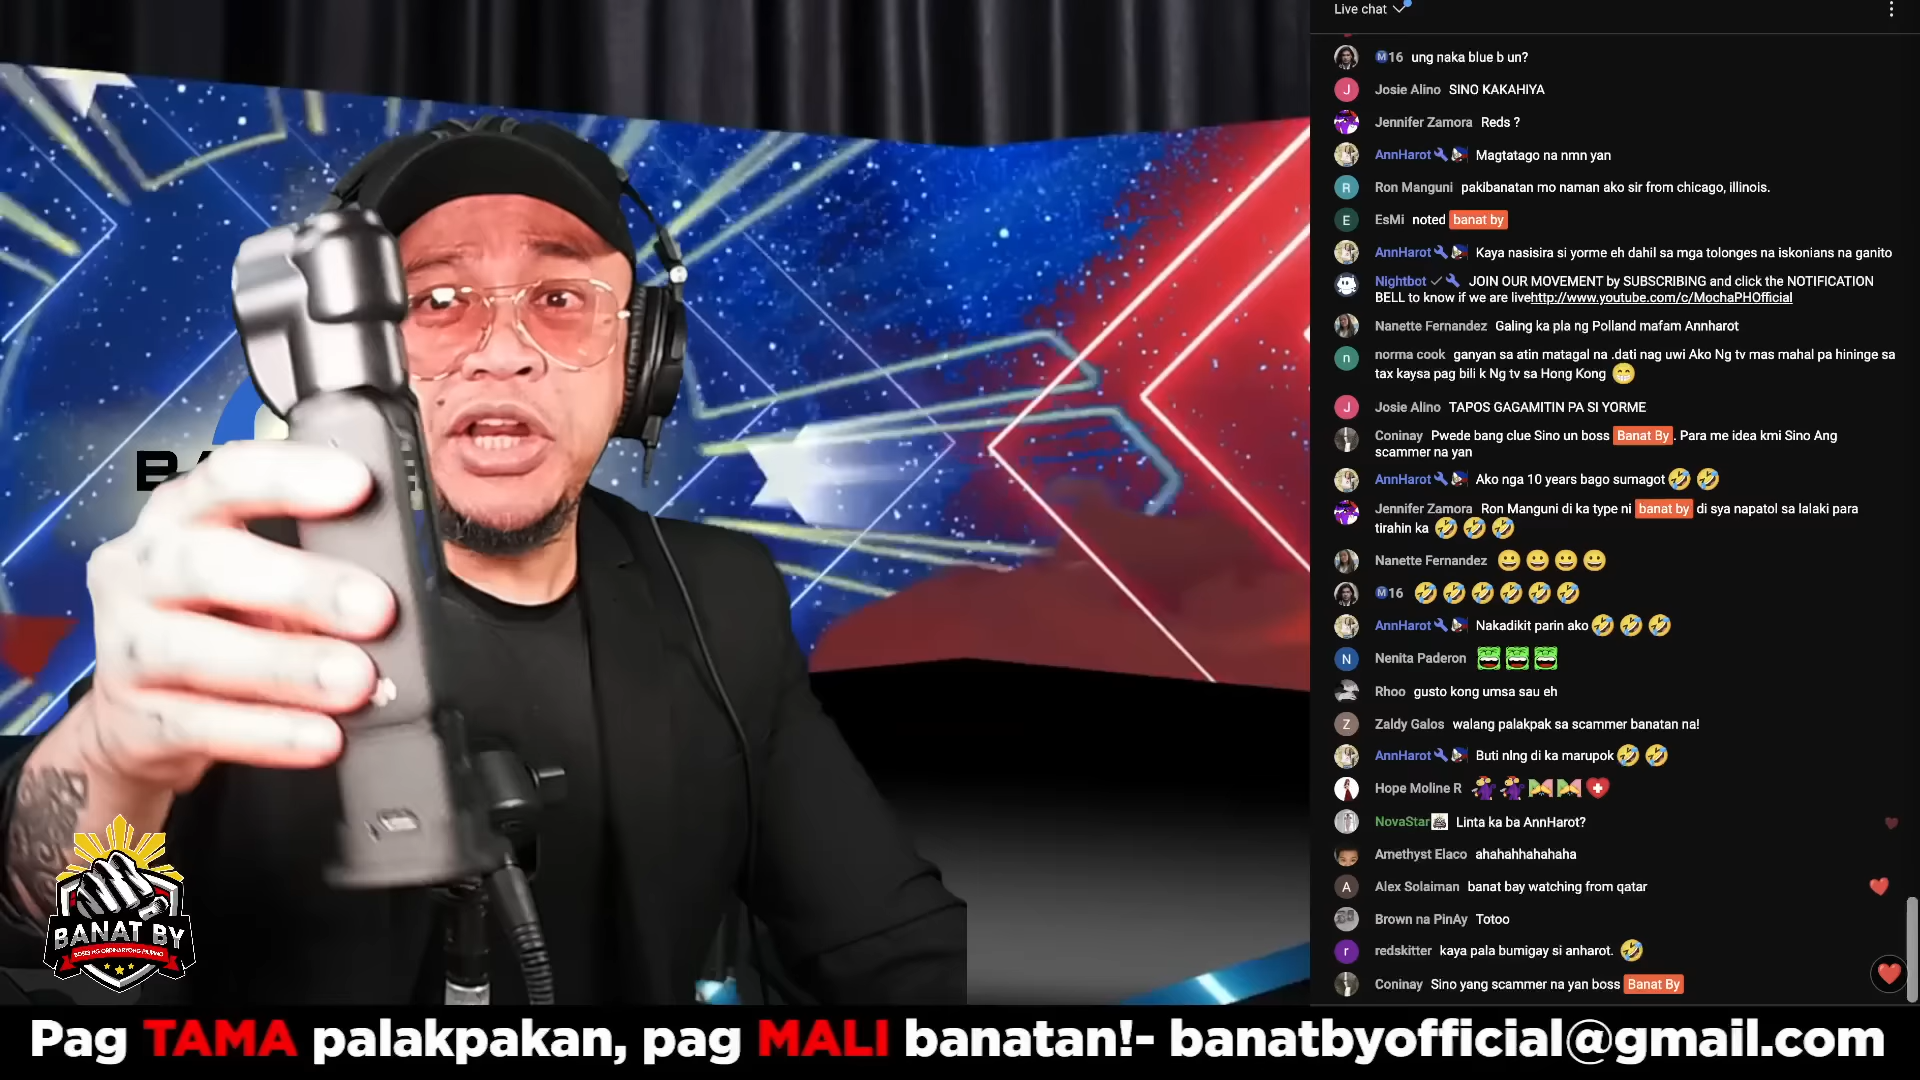 Live chat
M16 ung naka blue b un?
Josie Alino SINO KAKAHIYA
Jennifer Zamora Reds ?
AnnHarot Magtatago na nmn yan
R Ron Manguni pakibanatan mo naman ako sir from chicago, illinois.
E EsMi noted banat by
AnnHarot Kaya nasisira si yorme eh dahil sa mga tolonges na iskonians na ganito
Nightbot JOIN OUR MOVEMENT by SUBSCRIBING and click the NOTIFICATION
BELL to know if we are livehttp://www.youtube.com/c/MochaPHOfficial
Nanette Fernandez Galing ka pla ng Polland mafam Annharot
n norma cook ganyan sa atin matagal na .dati nag uwi Ako Ng tv mas mahal pa hininge sa
tax kaysa pag bili k Ng tv sa Hong Kong 😁
J Josie Alino TAPOS GAGAMITIN PA SI YORME
Coninay Pwede bang clue Sino un boss Banat By. Para me idea kmi Sino Ang
scammer na yan
AnnHarot Ako nga 10 years bago sumagot 🤣 🤣
Jennifer Zamora Ron Manguni di ka type ni banat by di sya napatol sa lalaki para
tirahin ka 🤣 🤣 🤣
Nanette Fernandez 😀 😀 😀 😀
M16 🤣 🤣 🤣 🤣 🤣 🤣
AnnHarot Nakadikit parin ako 🤣 🤣 🤣
N Nenita Paderon
Rhoo gusto kong umsa sau eh
Z Zaldy Galos walang palakpak sa scammer banatan na!
AnnHarot Buti nlng di ka marupok 🤣 🤣
Hope Moline R
NovaStar Linta ka ba AnnHarot?
Amethyst Elaco ahahahhahahaha
A Alex Solaiman banat bay watching from qatar
Brown na PinAy Totoo
r redskitter kaya pala bumigay si anharot. 🤣
Coninay Sino yang scammer na yan boss Banat By
BANAT BY
BOSES NG ORDINARYONG PILIPINO
Pag TAMA palakpakan, pag MALI banatan!- banatbyofficial@gmail.com